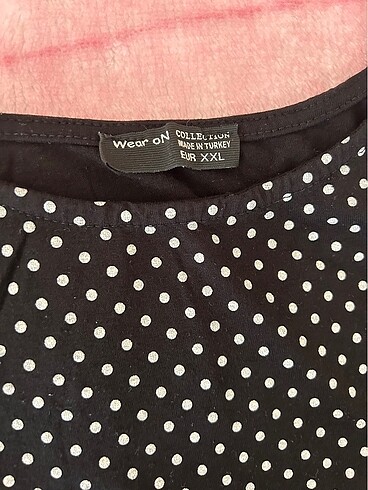 Wear oN COLLECTION
MADE IN TURKEY
EUR XXL